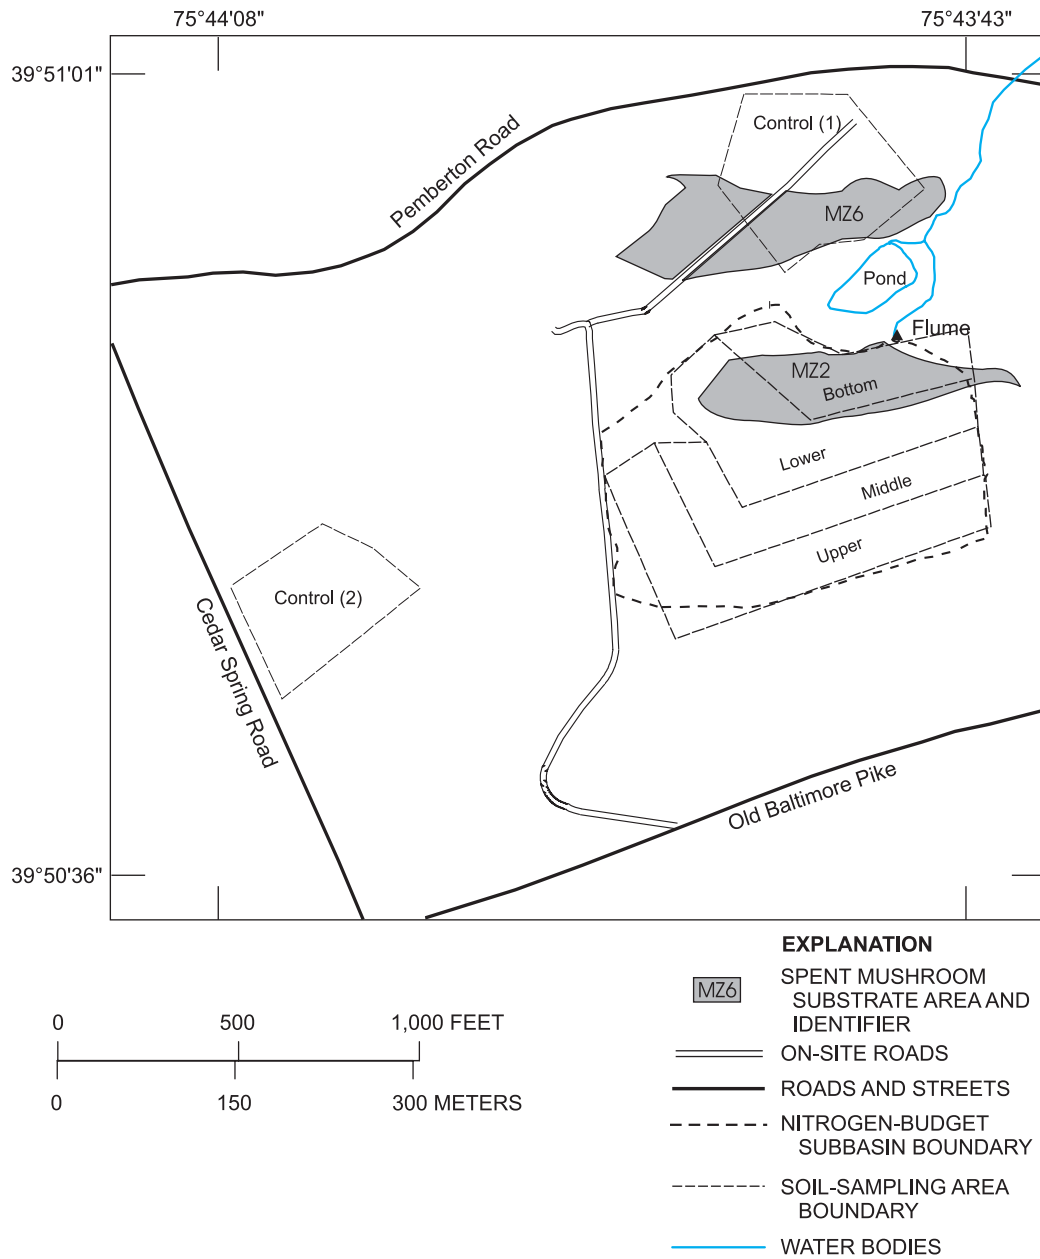 75°44'08"
75°43'43"
39°51'01"
Control (1)
Pemberton Road
MZ6
Pond
Flume
MZ2
Bottom
Lower
Middle
Upper
Control (2)
Cedar Spring Road
Old Baltimore Pike
39°50'36"
EXPLANATION
MZ6
SPENT MUSHROOM
SUBSTRATE AREA AND
IDENTIFIER
ON-SITE ROADS
ROADS AND STREETS
NITROGEN-BUDGET
SUBBASIN BOUNDARY
SOIL-SAMPLING AREA
BOUNDARY
WATER BODIES
0 500 1,000 FEET
0 150 300 METERS